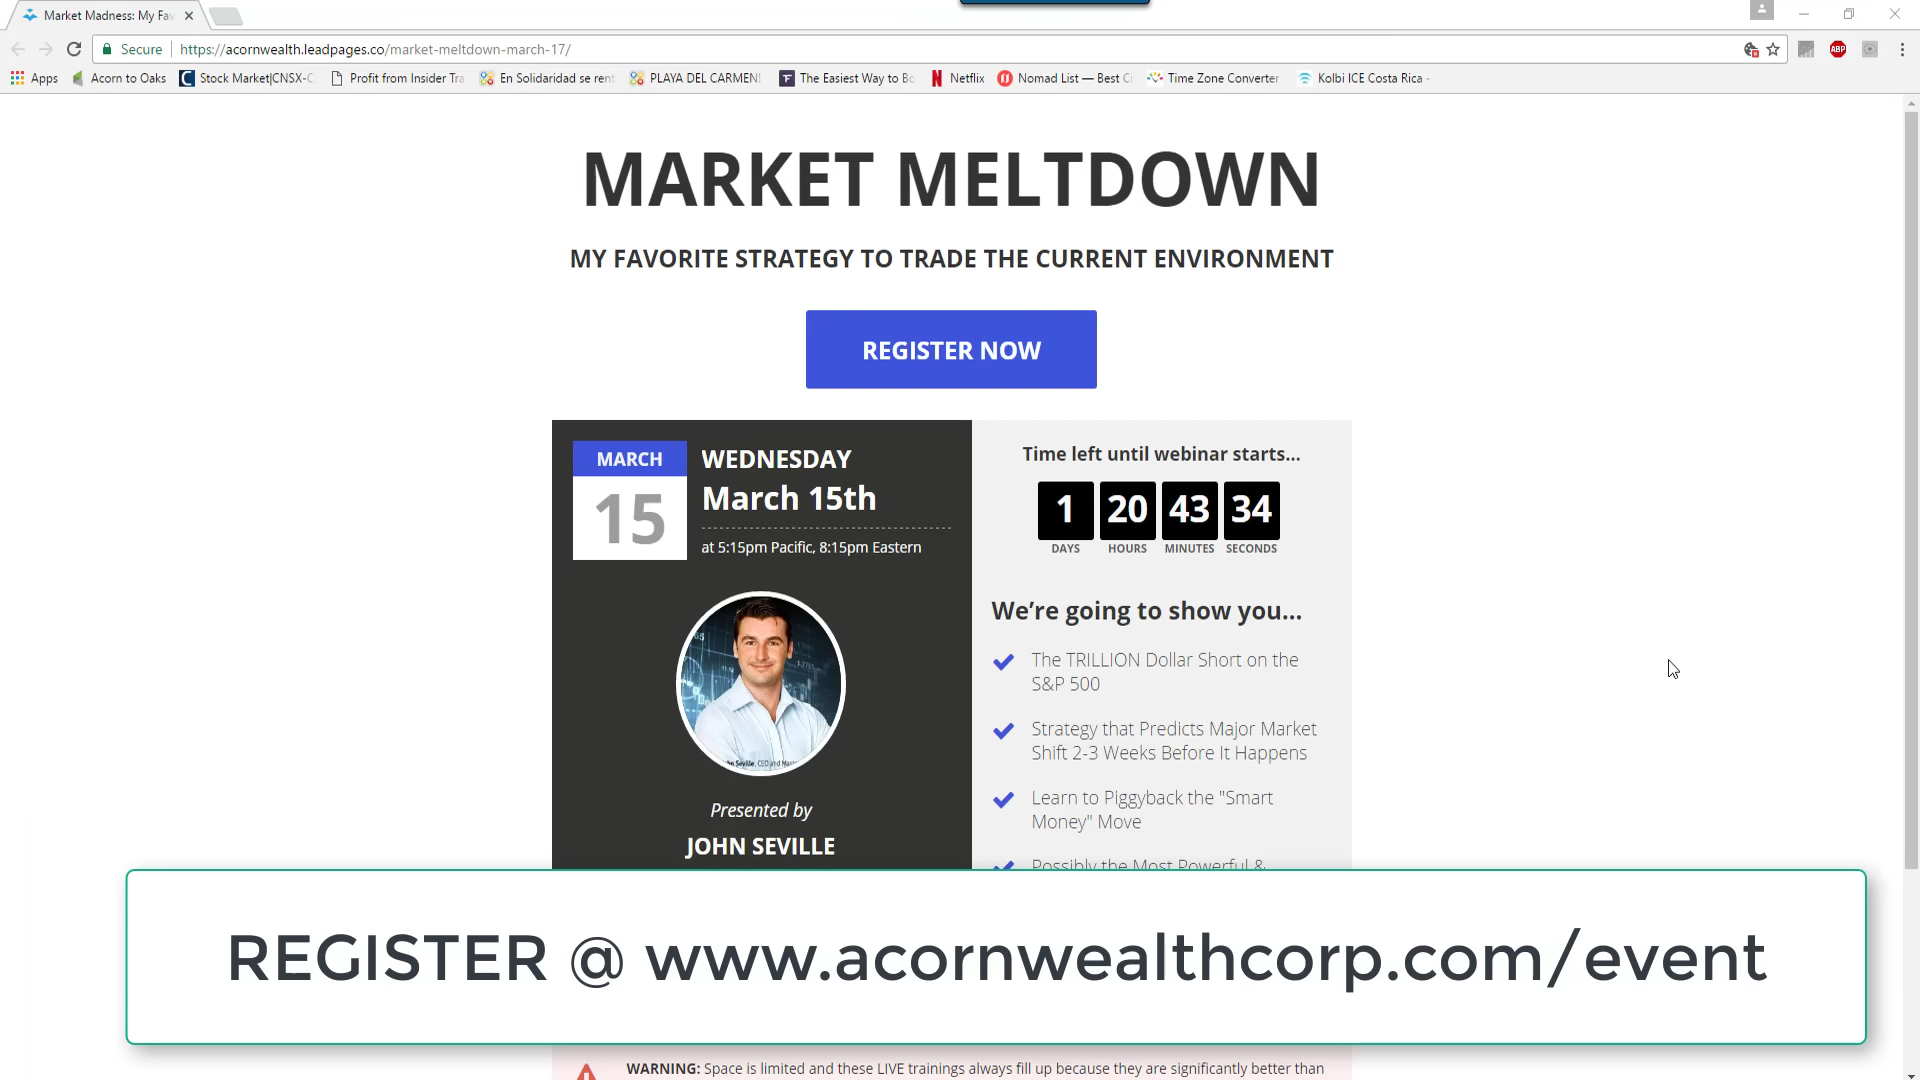 Market Madness: My Fav
Secure
https://acornwealth.leadpages.co/market-meltdown-march-17/
ABP
Apps
Acorn to Oaks
Stock Market|CNSX-C
Profit from Insider Tra
En Solidaridad se rent
PLAYA DEL CARMEN!
The Easiest Way to Bo
Netflix
Nomad List — Best Ci
Time Zone Converter
Kolbi ICE Costa Rica -
MARKET MELTDOWN
MY FAVORITE STRATEGY TO TRADE THE CURRENT ENVIRONMENT
REGISTER NOW
MARCH
15
WEDNESDAY
March 15th
at 5:15pm Pacific, 8:15pm Eastern
Presented by
JOHN SEVILLE
Time left until webinar starts...
1 20 43 34
DAYS HOURS MINUTES SECONDS
We're going to show you...
The TRILLION Dollar Short on the
S&P 500
Strategy that Predicts Major Market
Shift 2-3 Weeks Before It Happens
Learn to Piggyback the "Smart
Money" Move
Possibly the Most Powerful &
REGISTER @ www.acornwealthcorp.com/event
WARNING: Space is limited and these LIVE trainings always fill up because they are significantly better than